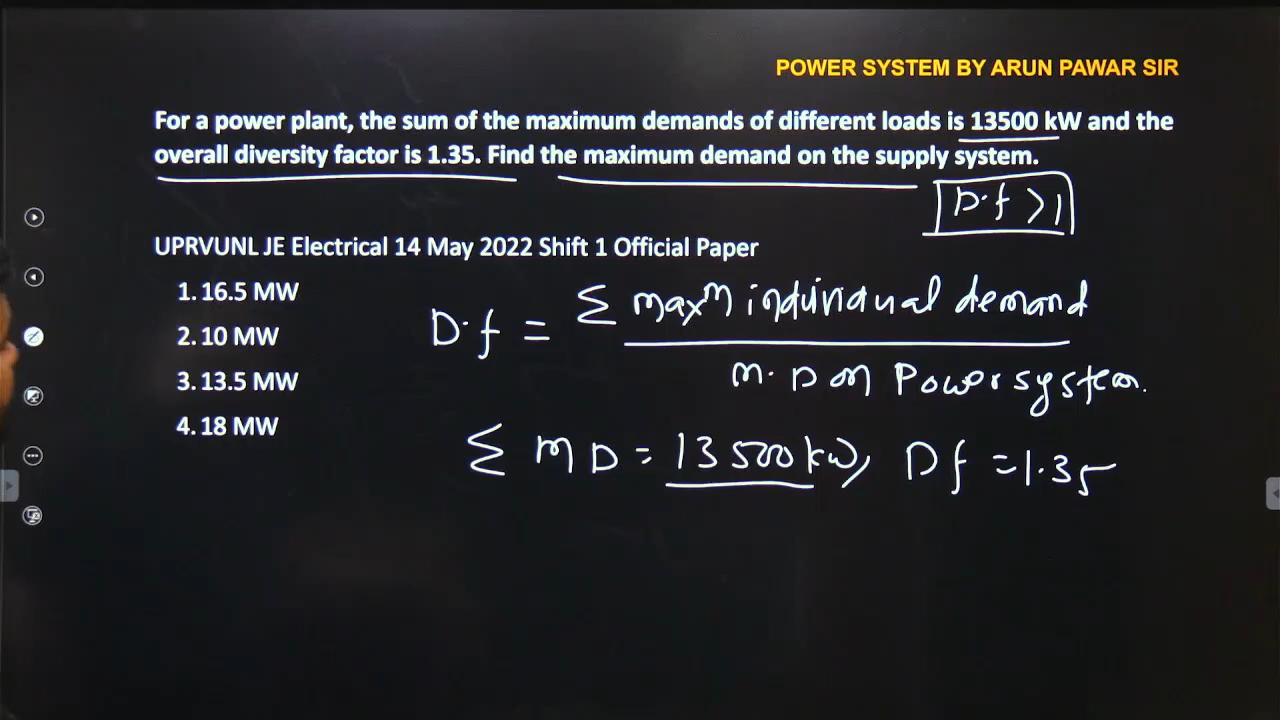 POWER SYSTEM BY ARUN PAWAR SIR
For a power plant, the sum of the maximum demands of different loads is 13500 kW and the
overall diversity factor is 1.35. Find the maximum demand on the supply system.
D.f > 1
UPRVUNL JE Electrical 14 May 2022 Shift 1 Official Paper
1. 16.5 MW
2. 10 MW
3. 13.5 MW
4. 18 MW
D.f = Σ maxm individual demand
m.D on Power system.
Σ MD = 13500 kW, Df = 1.35